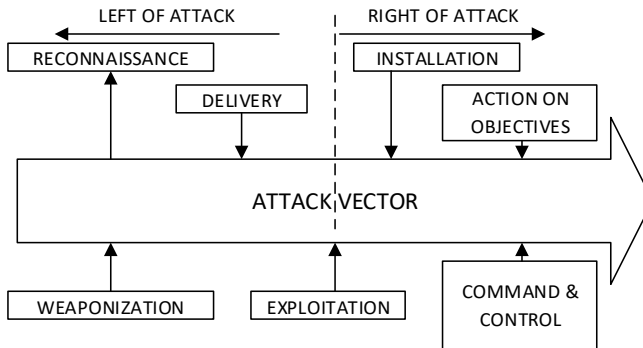 LEFT OF ATTACK
RIGHT OF ATTACK
RECONNAISSANCE
INSTALLATION
DELIVERY
ACTION ON
OBJECTIVES
ATTACK VECTOR
WEAPONIZATION
EXPLOITATION
COMMAND &
CONTROL